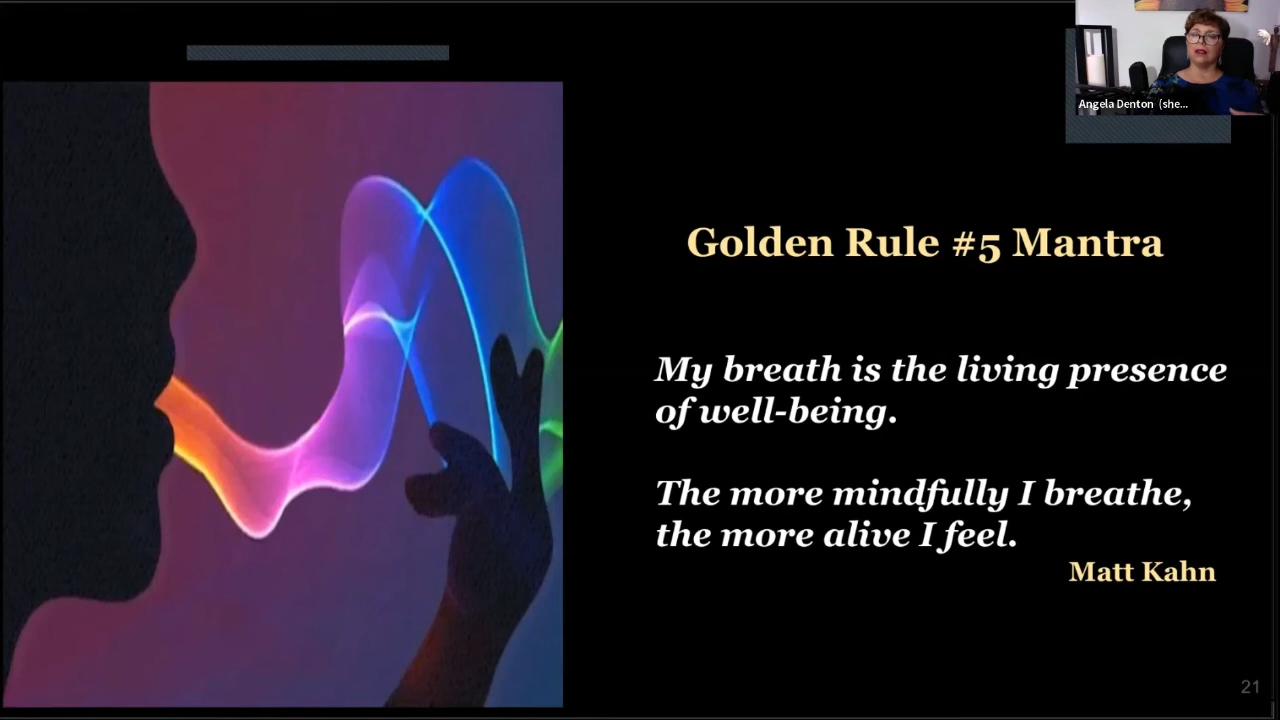 Angela Denton (she...
Golden Rule #5 Mantra
My breath is the living presence
of well-being.
The more mindfully I breathe,
the more alive I feel.
Matt Kahn
21